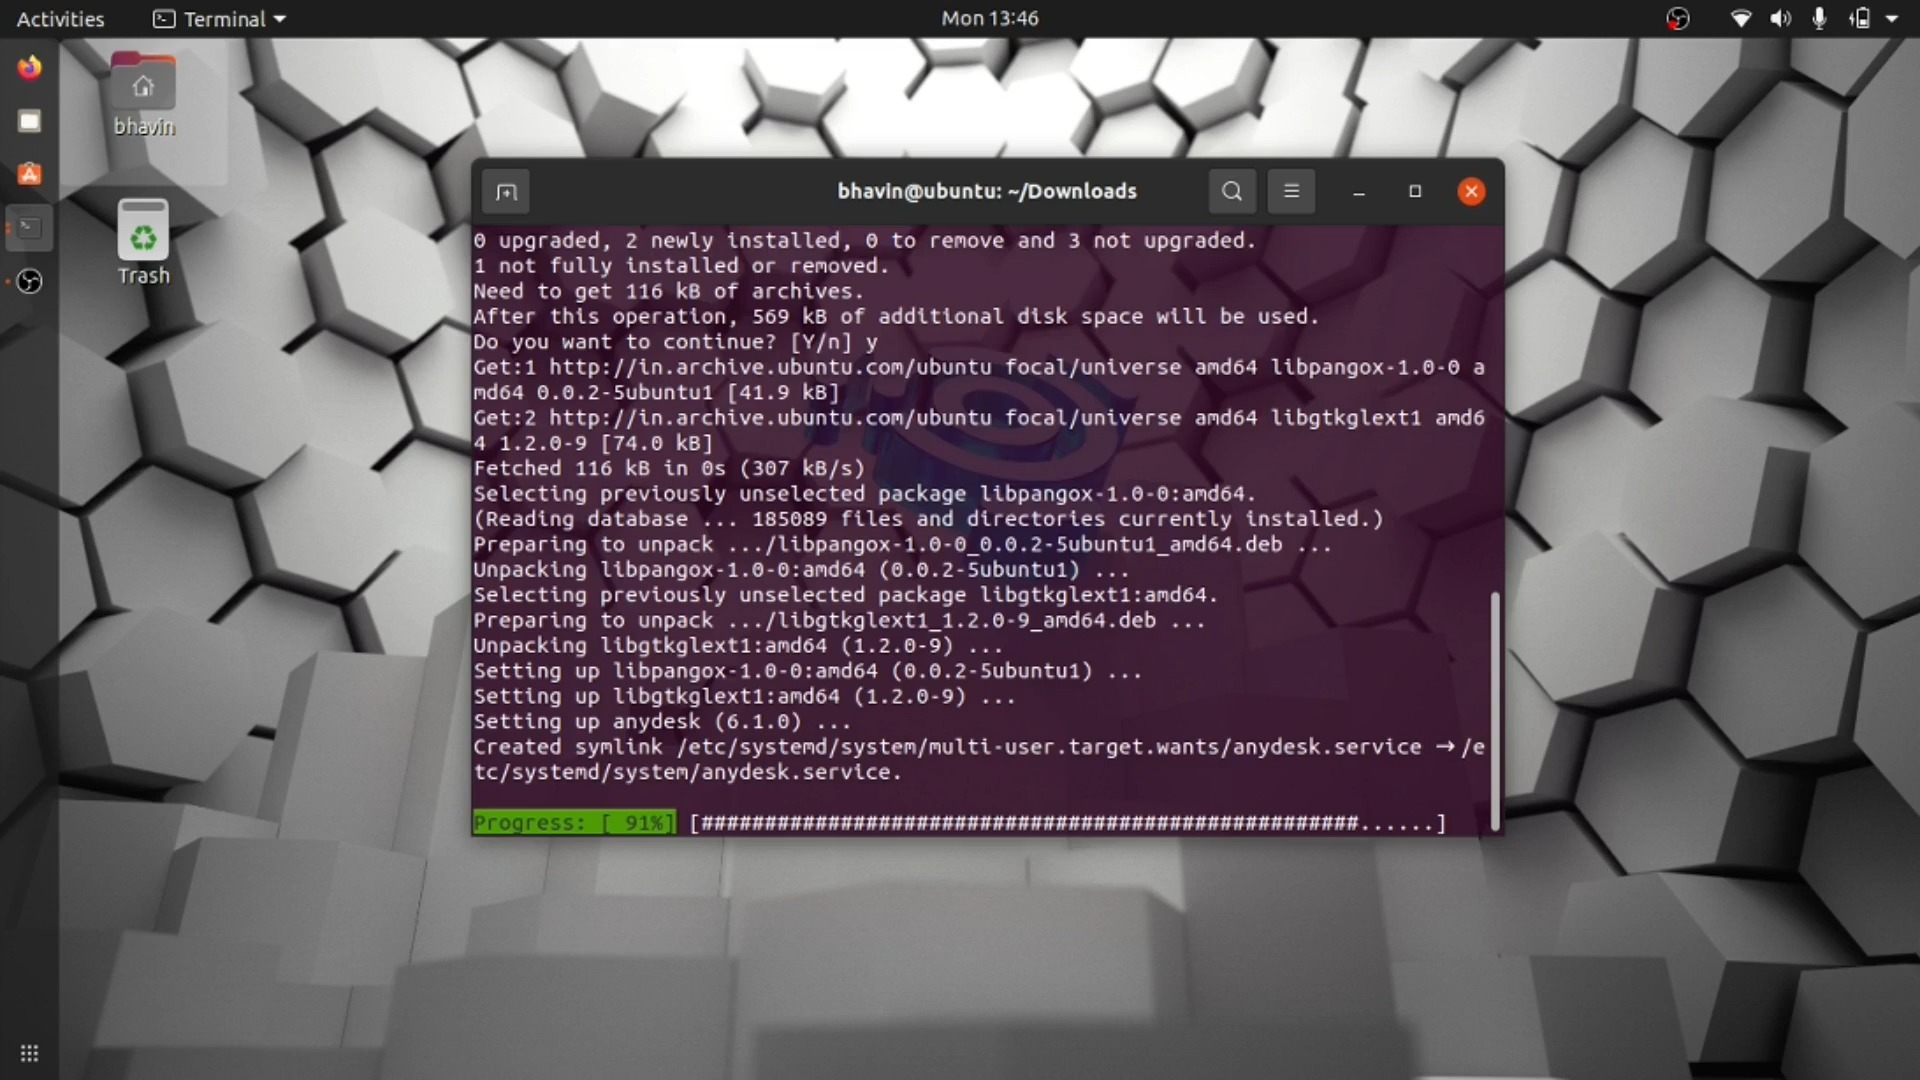 Activities
Terminal
Mon 13:46
bhavin
Trash
bhavin@ubuntu: ~/Downloads
0 upgraded, 2 newly installed, 0 to remove and 3 not upgraded.
1 not fully installed or removed.
Need to get 116 kB of archives.
After this operation, 569 kB of additional disk space will be used.
Do you want to continue? [Y/n] y
Get:1 http://in.archive.ubuntu.com/ubuntu focal/universe amd64 libpangox-1.0-0 a
md64 0.0.2-5ubuntu1 [41.9 kB]
Get:2 http://in.archive.ubuntu.com/ubuntu focal/universe amd64 libgtkglext1 amd6
4 1.2.0-9 [74.0 kB]
Fetched 116 kB in 0s (307 kB/s)
Selecting previously unselected package libpangox-1.0-0:amd64.
(Reading database ... 185089 files and directories currently installed.)
Preparing to unpack .../libpangox-1.0-0_0.0.2-5ubuntu1_amd64.deb ...
Unpacking libpangox-1.0-0:amd64 (0.0.2-5ubuntu1) ...
Selecting previously unselected package libgtkglext1:amd64.
Preparing to unpack .../libgtkglext1_1.2.0-9_amd64.deb ...
Unpacking libgtkglext1:amd64 (1.2.0-9) ...
Setting up libpangox-1.0-0:amd64 (0.0.2-5ubuntu1) ...
Setting up libgtkglext1:amd64 (1.2.0-9) ...
Setting up anydesk (6.1.0) ...
Created symlink /etc/systemd/system/multi-user.target.wants/anydesk.service → /e
tc/systemd/system/anydesk.service.
Progress: [ 91%] [####################################################......]